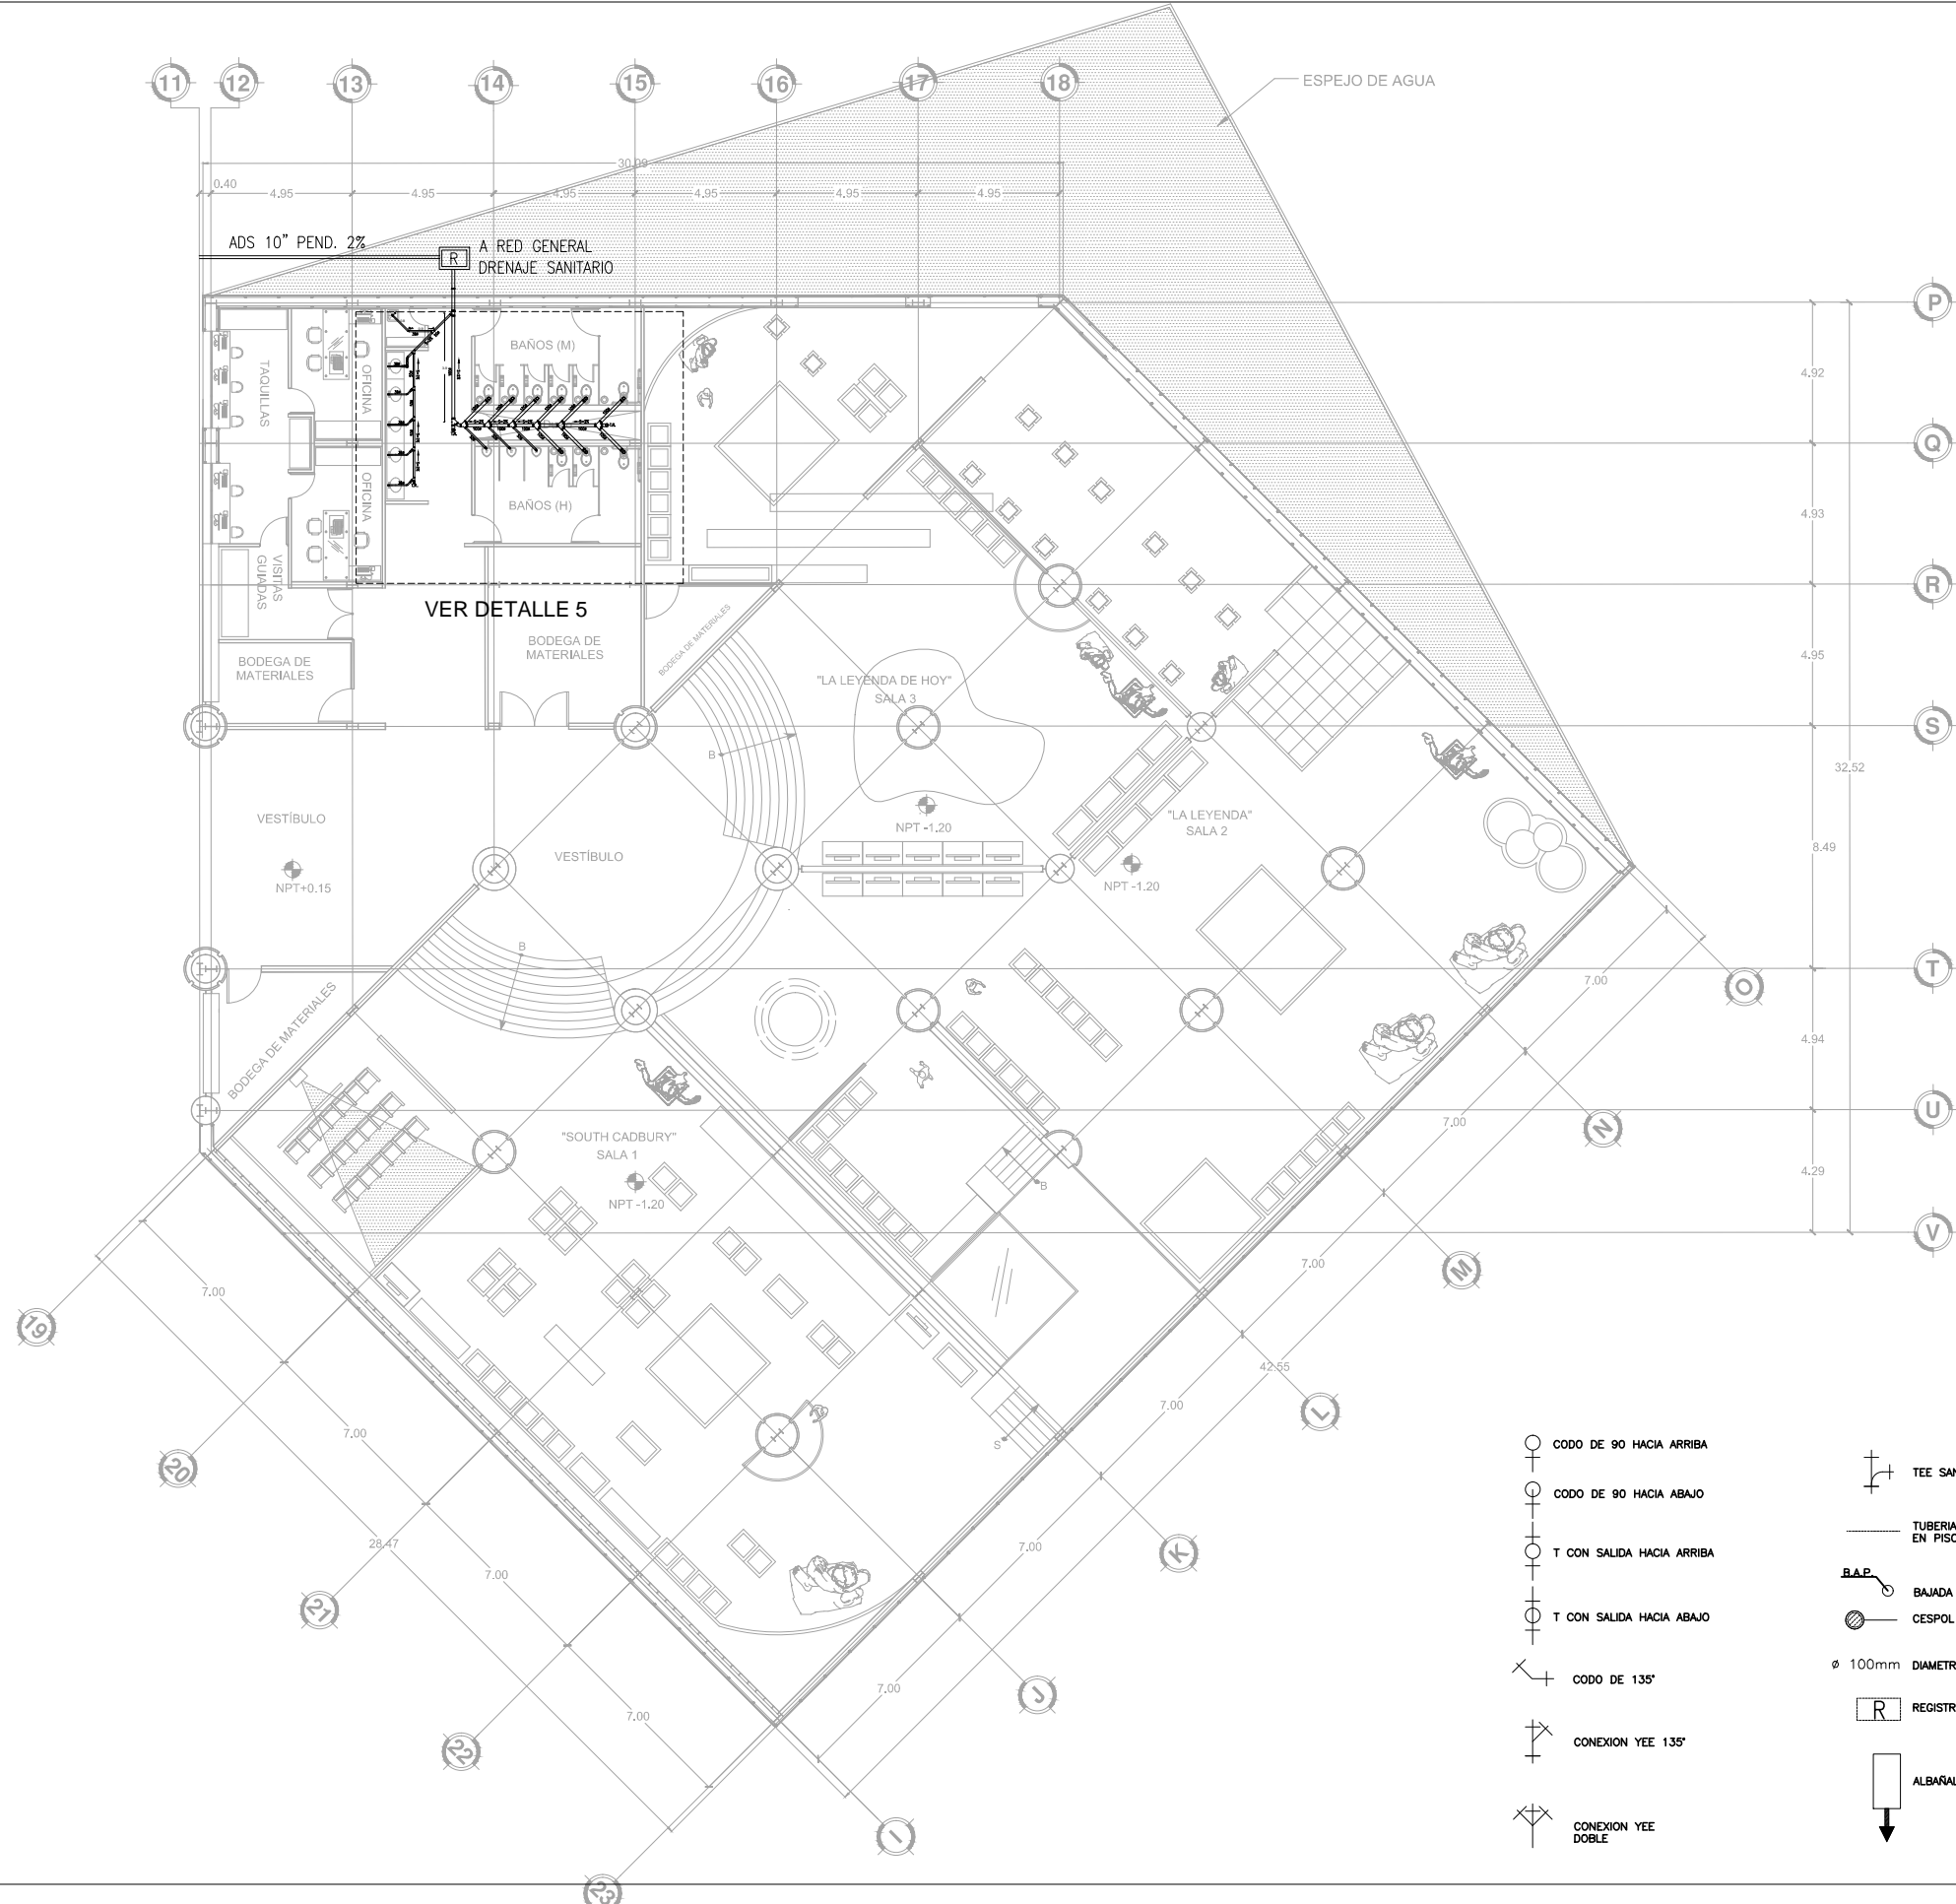 11
12
13
14
15
16
17
18
ESPEJO DE AGUA
30.09
0.40
4.95
4.95
4.95
4.95
4.95
4.95
ADS 10" PEND. 2%
R
A RED GENERAL
DRENAJE SANITARIO
P
BAÑOS (M)
TAQUILLAS
OFICINA
4.92
Q
OFICINA
BAÑOS (H)
4.93
VISITAS
GUIADAS
R
VER DETALLE 5
BODEGA DE
MATERIALES
BODEGA DE MATERIALES
BODEGA DE
MATERIALES
4.95
"LA LEYENDA DE HOY"
SALA 3
S
B
32.52
VESTÍBULO
NPT -1.20
"LA LEYENDA"
SALA 2
VESTÍBULO
8.49
NPT+0.15
NPT -1.20
B
T
7.00
O
BODEGA DE MATERIALES
4.94
U
7.00
N
"SOUTH CADBURY"
SALA 1
NPT -1.20
B
4.29
V
7.00
M
7.00
19
42.55
7.00
L
7.00
20
S
28.47
7.00
K
7.00
21
7.00
J
7.00
22
I
23
CODO DE 90 HACIA ARRIBA
CODO DE 90 HACIA ABAJO
T CON SALIDA HACIA ARRIBA
T CON SALIDA HACIA ABAJO
CODO DE 135°
CONEXION YEE 135°
CONEXION YEE
DOBLE
TEE SAN
TUBERIA
EN PISO
B.A.P.
BAJADA
CESPOL
ø 100mm DIAMETR
R REGISTR
ALBAÑAL